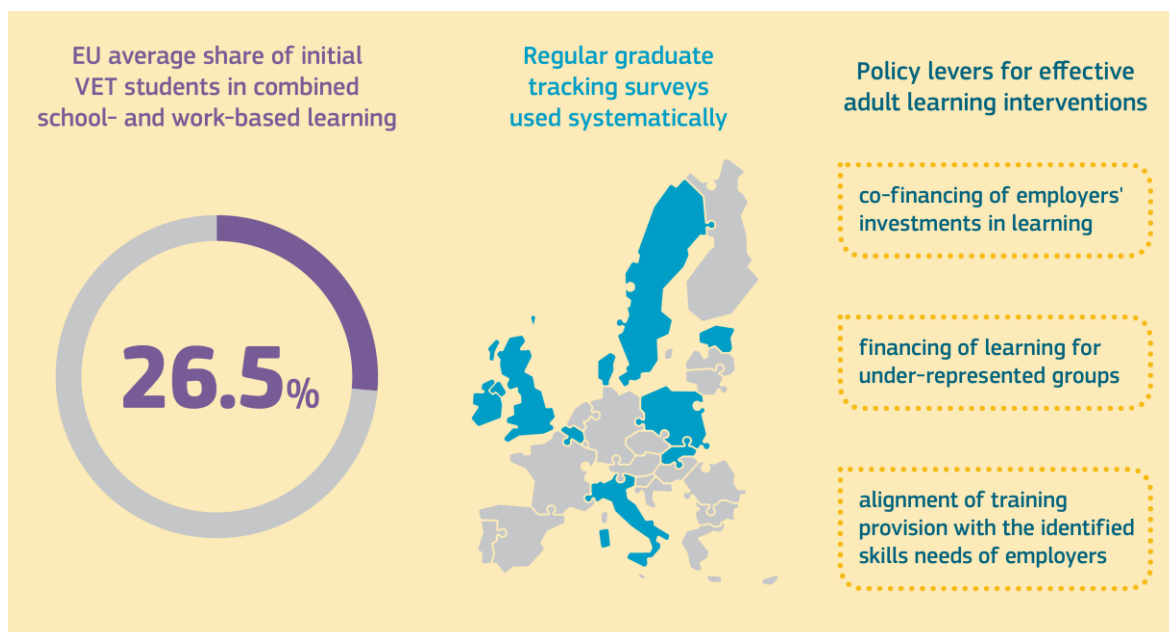 EU average share of initial
VET students in combined
school- and work-based learning
26.5%
Regular graduate
tracking surveys
used systematically
Policy levers for effective
adult learning interventions
co-financing of employers'
investments in learning
financing of learning for
under-represented groups
alignment of training
provision with the identified
skills needs of employers